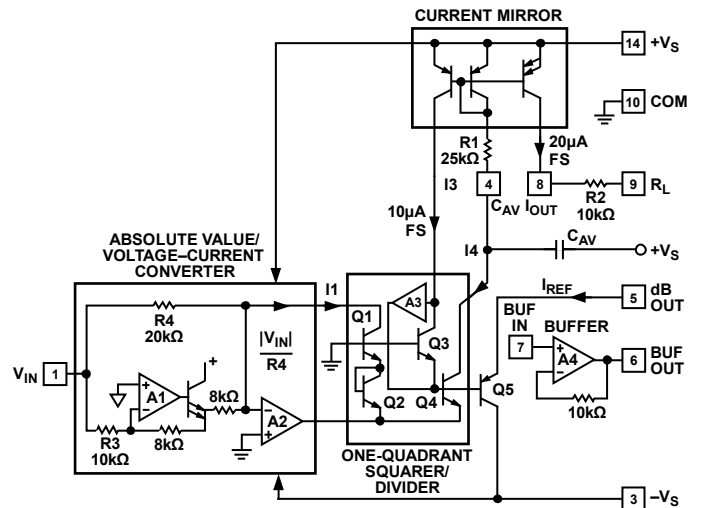 CURRENT MIRROR
14 +VS
10 COM
R1
25kΩ
20µA
FS
I3
4
8
9 RL
CAV
IOUT
R2
10kΩ
10µA
FS
ABSOLUTE VALUE/
VOLTAGE–CURRENT
CONVERTER
I4
CAV
+VS
I1
A3
IREF
5 dB
OUT
R4
20kΩ
Q1
Q3
BUF
IN
BUFFER
7
|VIN|
R4
VIN 1
+
+
–
A1
8kΩ
–
+
A2
Q2
Q4
Q5
+
–
A4
6 BUF
OUT
10kΩ
R3
10kΩ
8kΩ
ONE-QUADRANT
SQUARER/
DIVIDER
3 –VS